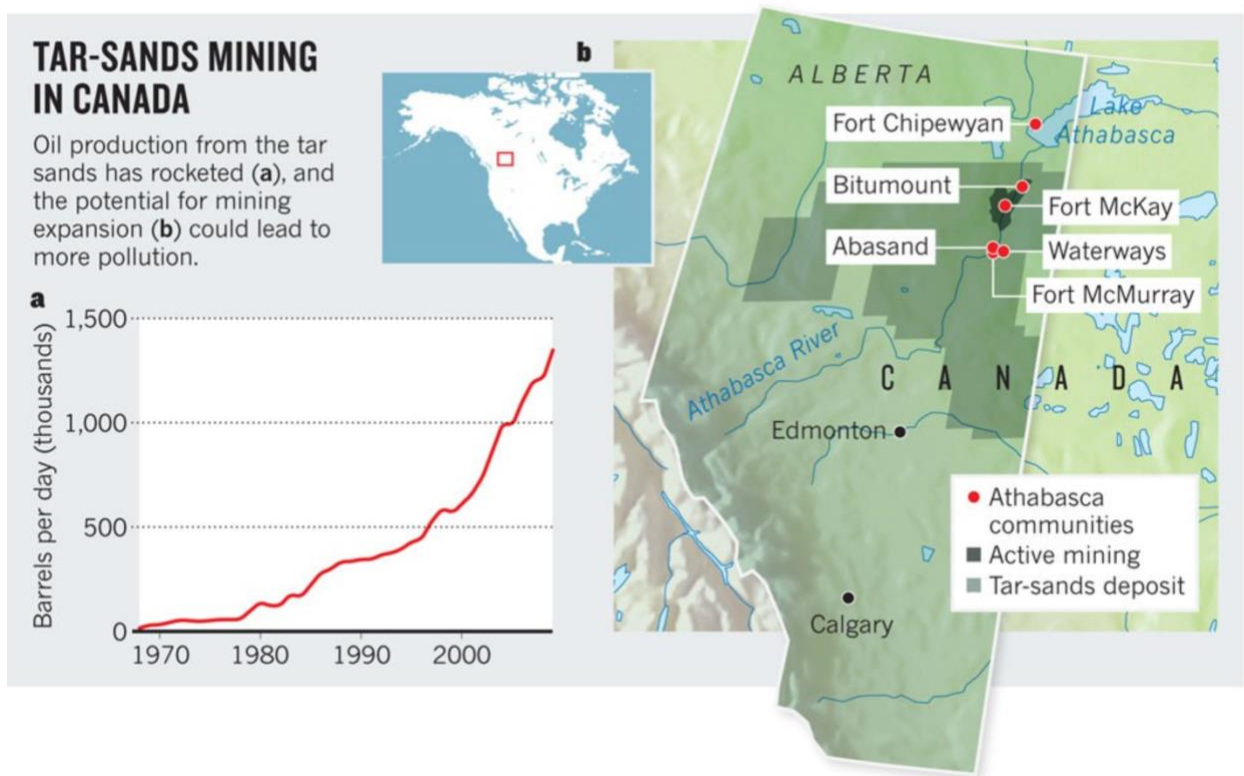 TAR-SANDS MINING
IN CANADA
Oil production from the tar
sands has rocketed (a), and
the potential for mining
expansion (b) could lead to
more pollution.
a
Barrels per day (thousands)
1,500
1,000
500
0
1970
1980
1990
2000
b
ALBERTA
Lake
Athabasca
Fort Chipewyan
Bitumount
Fort McKay
Abasand
Waterways
Fort McMurray
Athabasca River
CANADA
Edmonton
Calgary
Athabasca
communities
Active mining
Tar-sands deposit